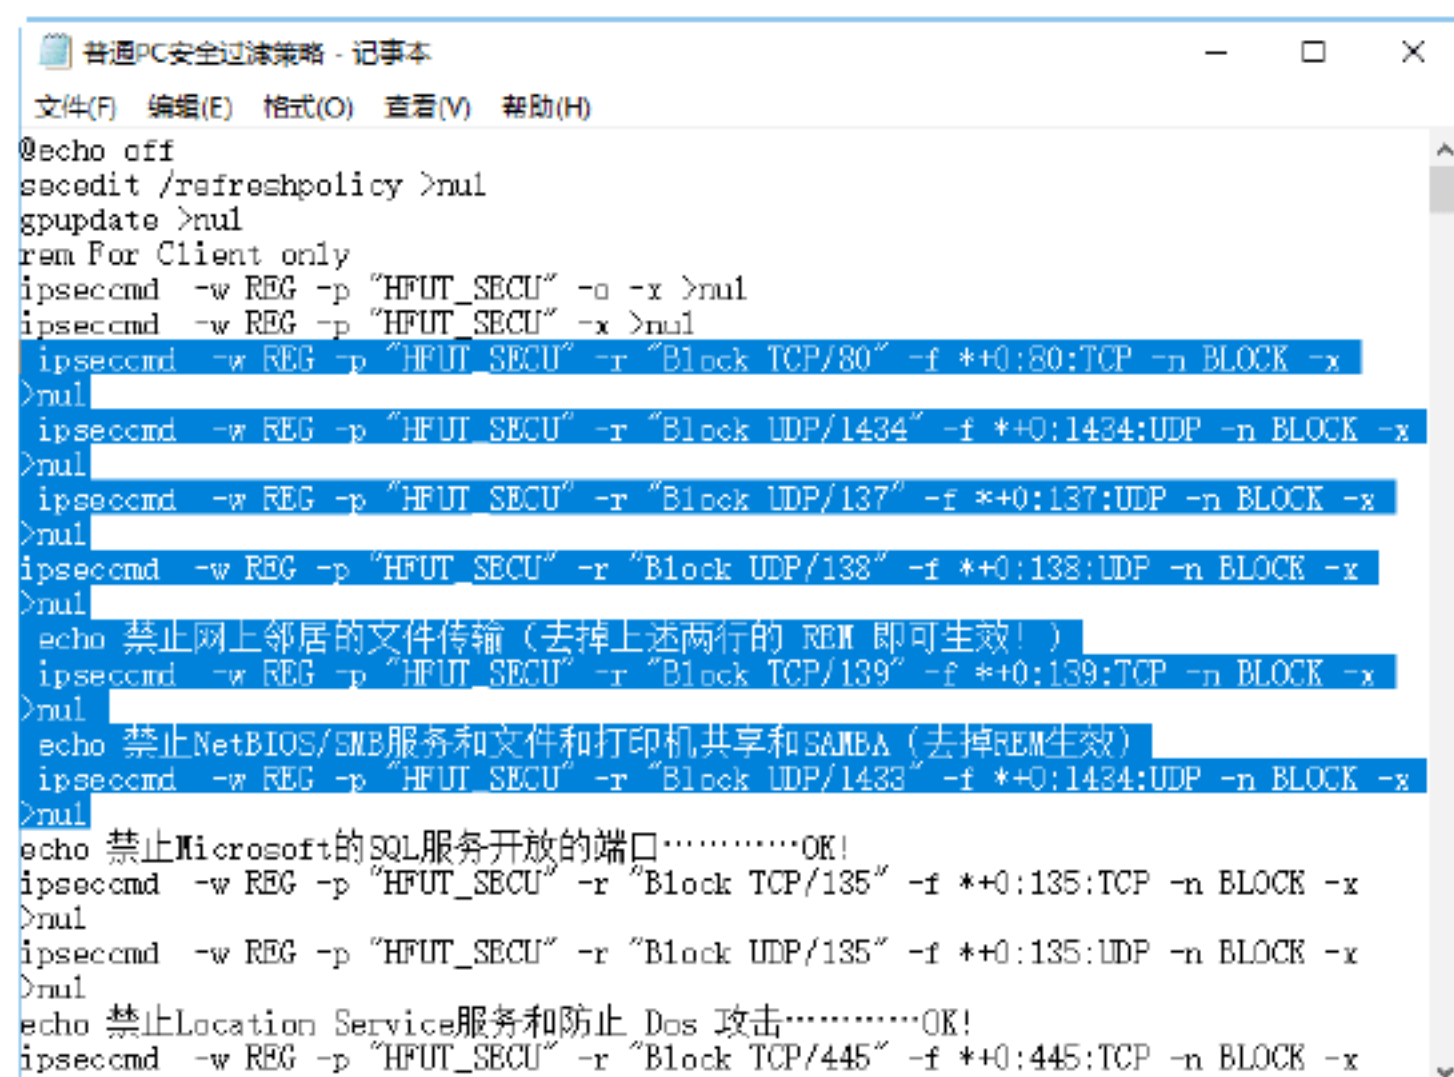 普通PC安全过滤策略 - 记事本
文件(F) 编辑(E) 格式(O) 查看(V) 帮助(H)
@echo off
secedit /refreshpolicy >nul
gpupdate >nul
rem For Client only
ipseccmd  -w REG -p "HFUT_SECU" -o -x >nul
ipseccmd  -w REG -p "HFUT_SECU" -x >nul
 ipseccmd  -w REG -p "HFUT_SECU" -r "Block TCP/80" -f *+0:80:TCP -n BLOCK -x
>nul
 ipseccmd  -w REG -p "HFUT_SECU" -r "Block UDP/1434" -f *+0:1434:UDP -n BLOCK -x
>nul
 ipseccmd  -w REG -p "HFUT_SECU" -r "Block UDP/137" -f *+0:137:UDP -n BLOCK -x
>nul
ipseccmd  -w REG -p "HFUT_SECU" -r "Block UDP/138" -f *+0:138:UDP -n BLOCK -x
>nul
 echo 禁止网上邻居的文件传输（去掉上述两行的 REM 即可生效！）
 ipseccmd  -w REG -p "HFUT_SECU" -r "Block TCP/139" -f *+0:139:TCP -n BLOCK -x
>nul
 echo 禁止NetBIOS/SMB服务和文件和打印机共享和SAMBA（去掉REM生效）
 ipseccmd  -w REG -p "HFUT_SECU" -r "Block UDP/1433" -f *+0:1434:UDP -n BLOCK -x
>nul
echo 禁止Microsoft的SQL服务开放的端口…………OK!
ipseccmd  -w REG -p "HFUT_SECU" -r "Block TCP/135" -f *+0:135:TCP -n BLOCK -x
>nul
ipseccmd  -w REG -p "HFUT_SECU" -r "Block UDP/135" -f *+0:135:UDP -n BLOCK -x
>nul
echo 禁止Location Service服务和防止 Dos 攻击…………OK!
ipseccmd  -w REG -p "HFUT_SECU" -r "Block TCP/445" -f *+0:445:TCP -n BLOCK -x